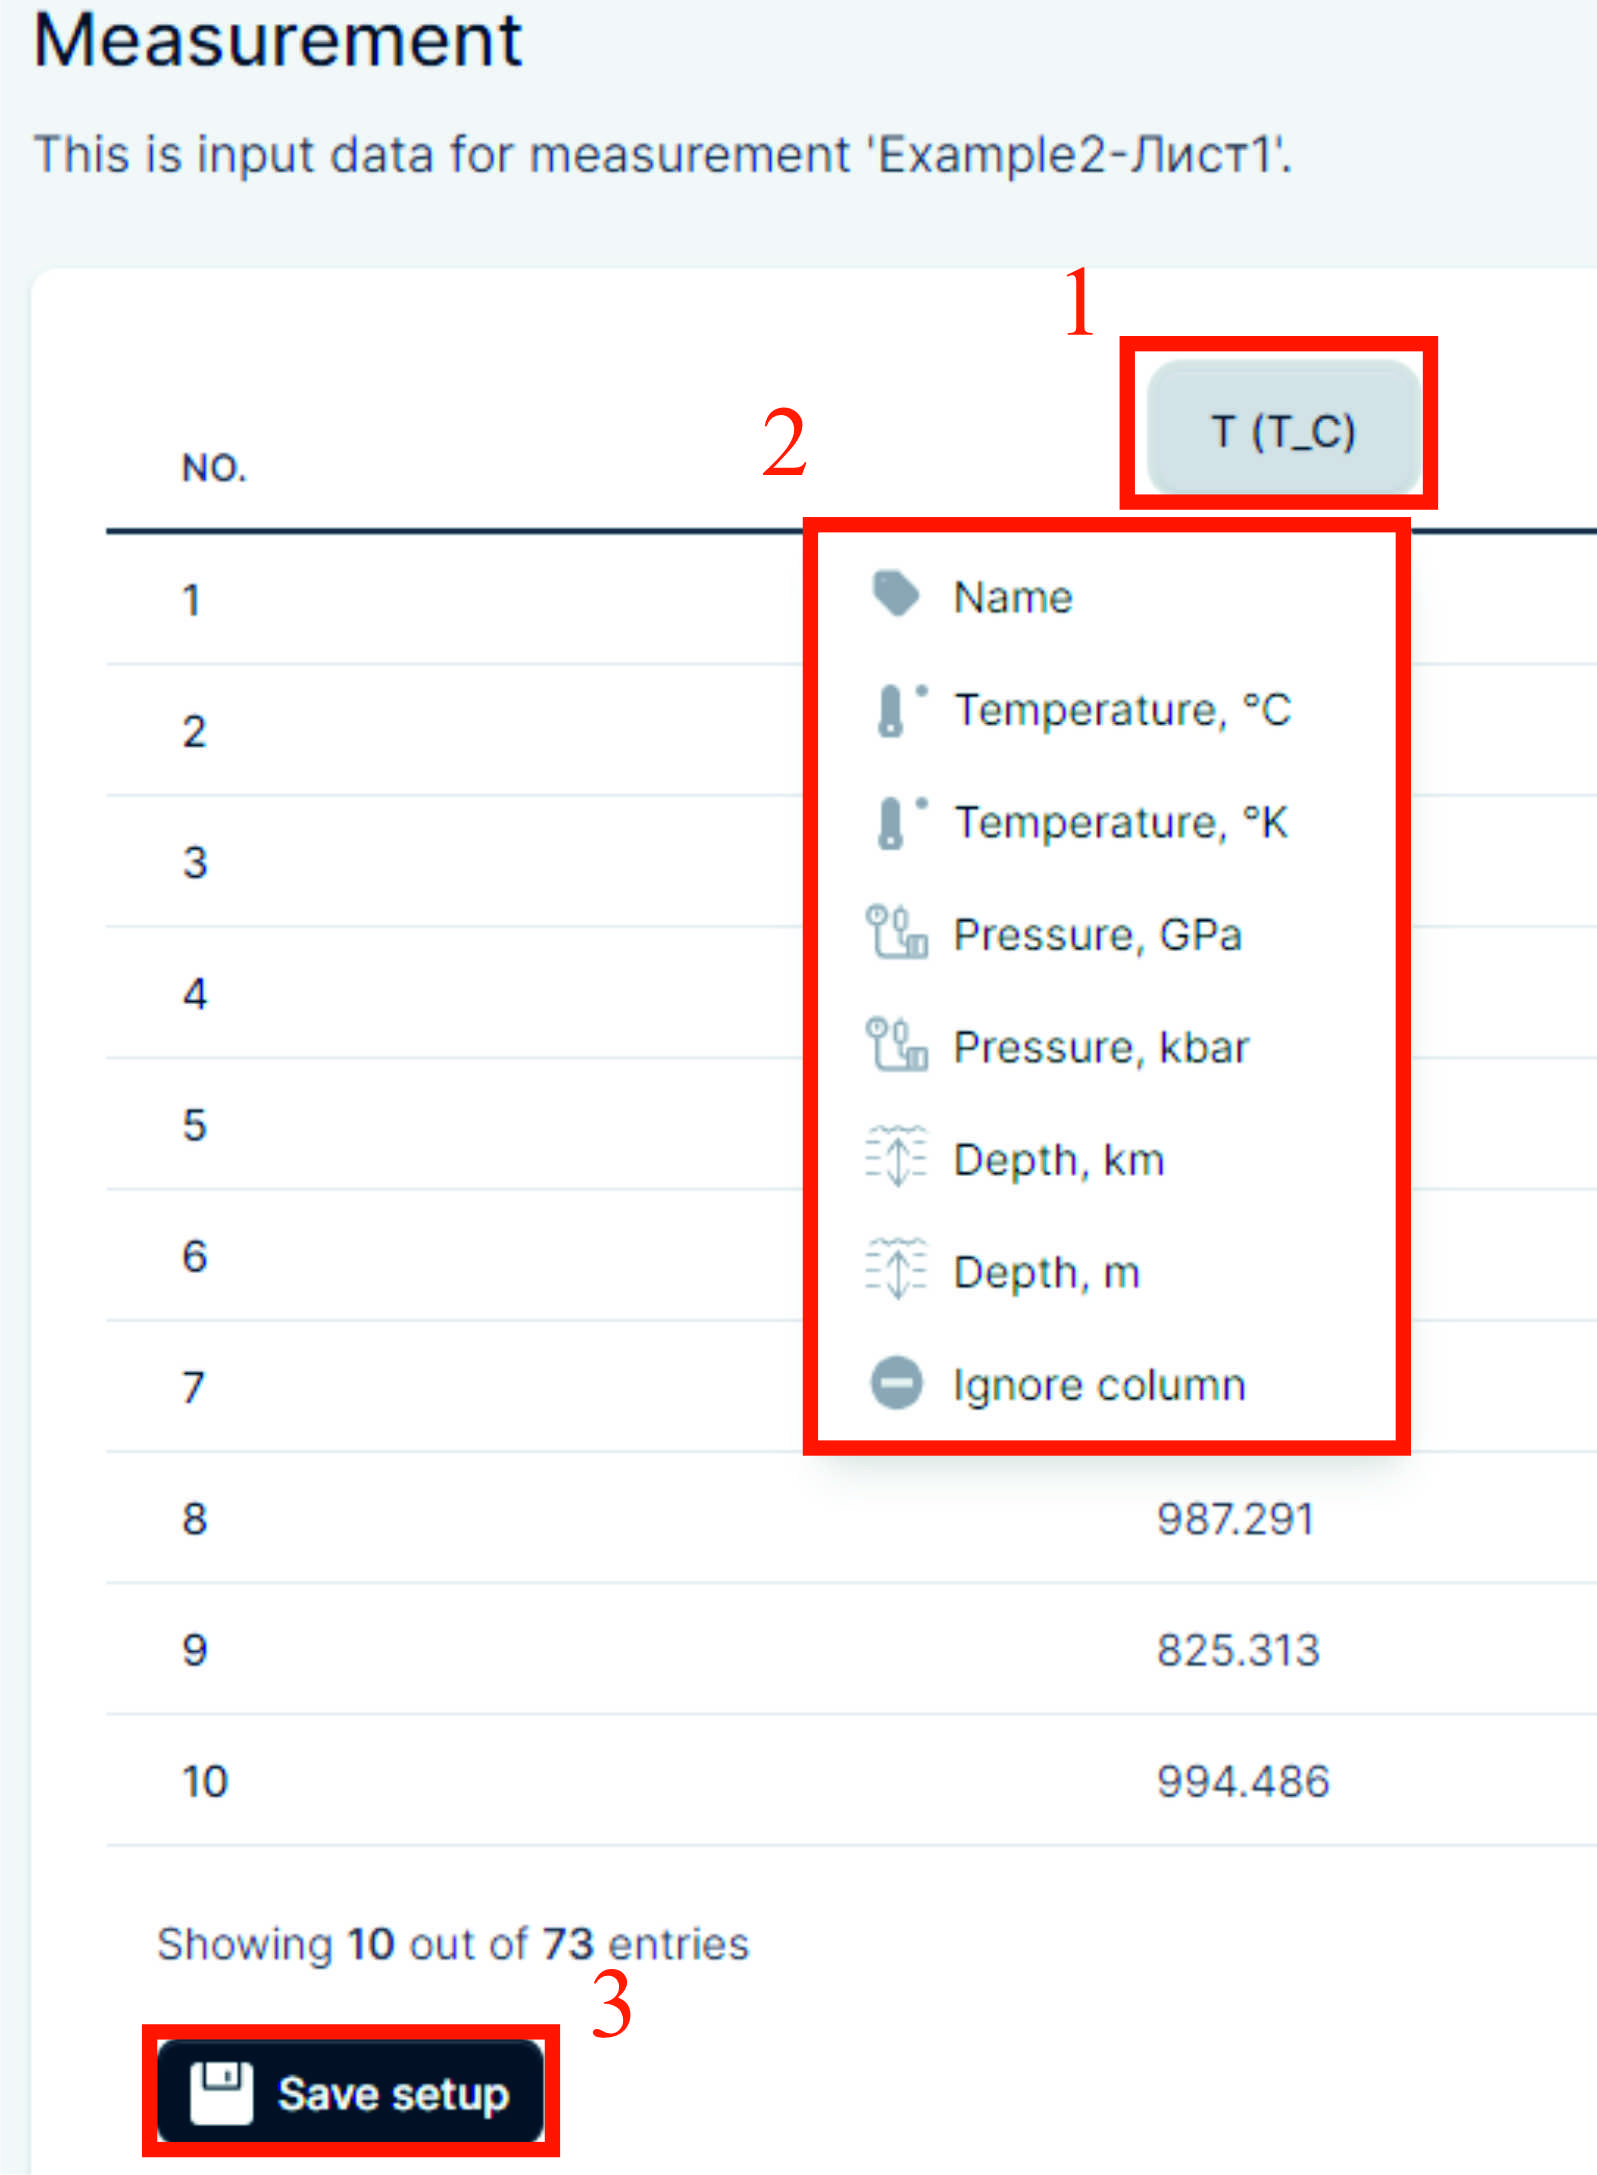 Measurement
This is input data for measurement 'Example2-Лист1'.
1
T (T_C)
2
NO.
1
Name
2
Temperature, °C
3
Temperature, °K
4
Pressure, GPa
Pressure, kbar
5
Depth, km
6
Depth, m
7
Ignore column
8 987.291
9 825.313
10 994.486
Showing 10 out of 73 entries
3
Save setup